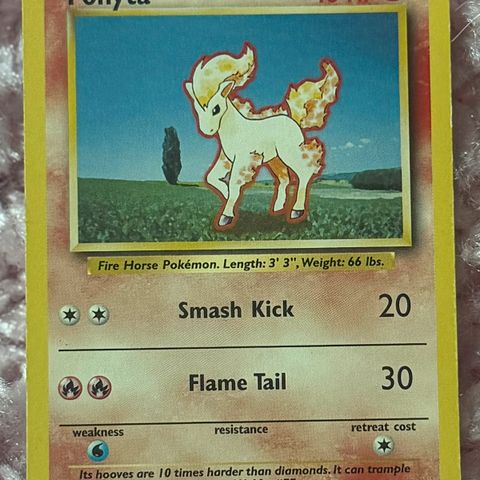 Ponyta
Fire Horse Pokémon. Length: 3' 3", Weight: 66 lbs.
Smash Kick 20
Flame Tail 30
weakness resistance retreat cost
Its hooves are 10 times harder than diamonds. It can trample